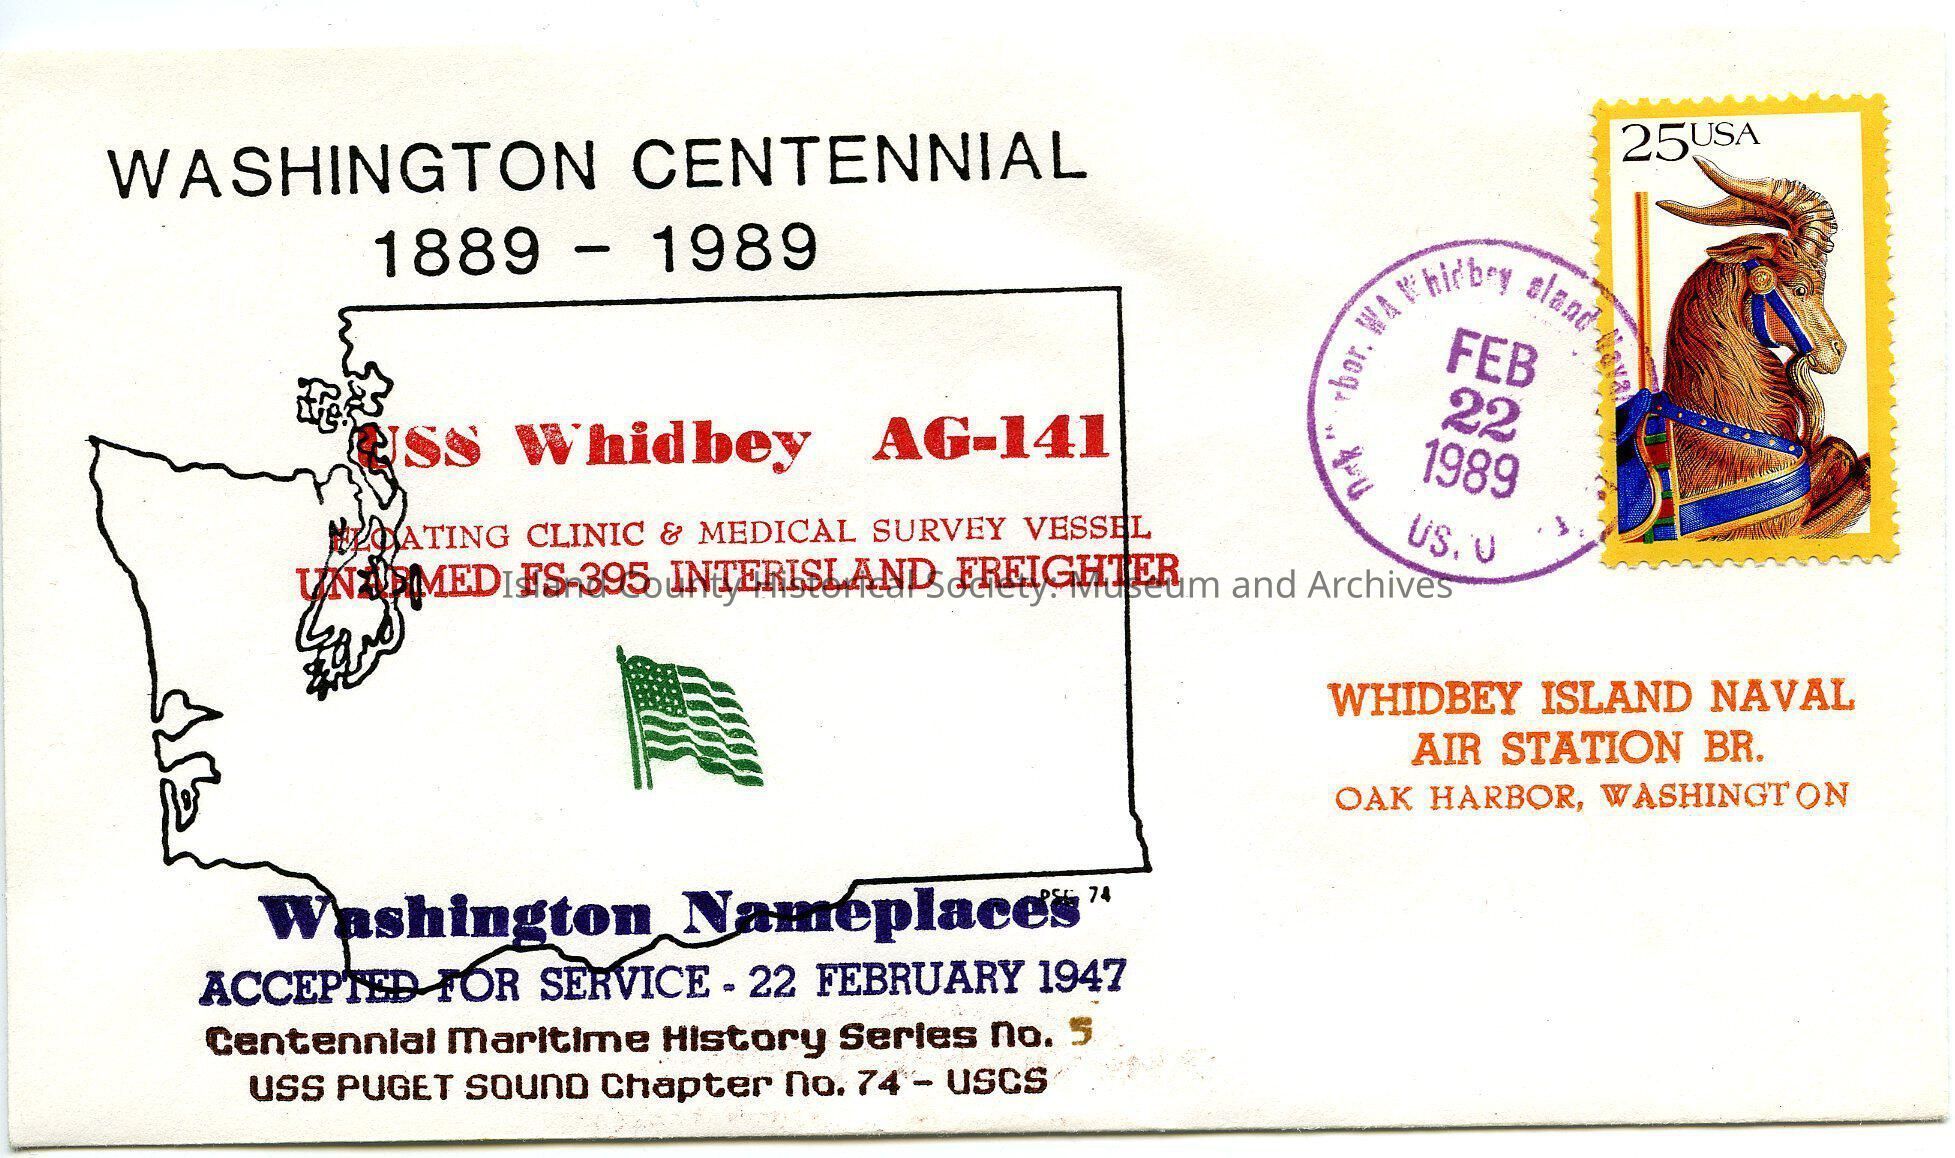 WASHINGTON CENTENNIAL
1889 - 1989
25USA
Whidbey
FEB
22
1989
US.
USS Whidbey AG-141
FLOATING CLINIC & MEDICAL SURVEY VESSEL
UNARMED FS-395 INTERISLAND FREIGHTER
Island County Historical Society: Museum and Archives
WHIDBEY ISLAND NAVAL
AIR STATION BR.
OAK HARBOR, WASHINGTON
74
Washington Nameplaces
ACCEPTED FOR SERVICE - 22 FEBRUARY 1947
Centennial Maritime History Series No. 5
USS PUGET SOUND Chapter No. 74 - USCS